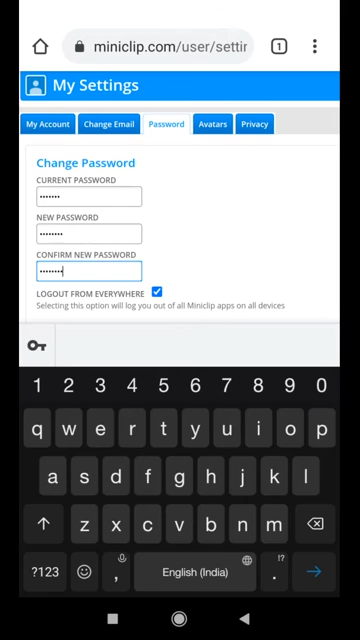 miniclip.com/user/settir
1
My Settings
My Account
Change Email
Password
Avatars
Privacy
Change Password
CURRENT PASSWORD
•••••••
NEW PASSWORD
••••••••
CONFIRM NEW PASSWORD
••••••••
LOGOUT FROM EVERYWHERE
Selecting this option will log you out of all Miniclip apps on all devices
1 2 3 4 5 6 7 8 9 0
q w e r t y u i o p
a s d f g h j k l
z x c v b n m
?123 , English (India) . !?